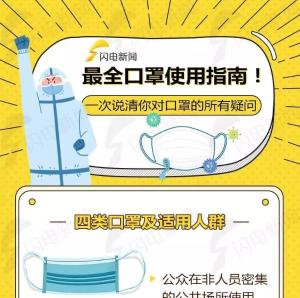 闪电新闻
最全口罩使用指南！
一次说清你对口罩的所有疑问
四类口罩及适用人群
公众在非人员密集
的公共场所使用